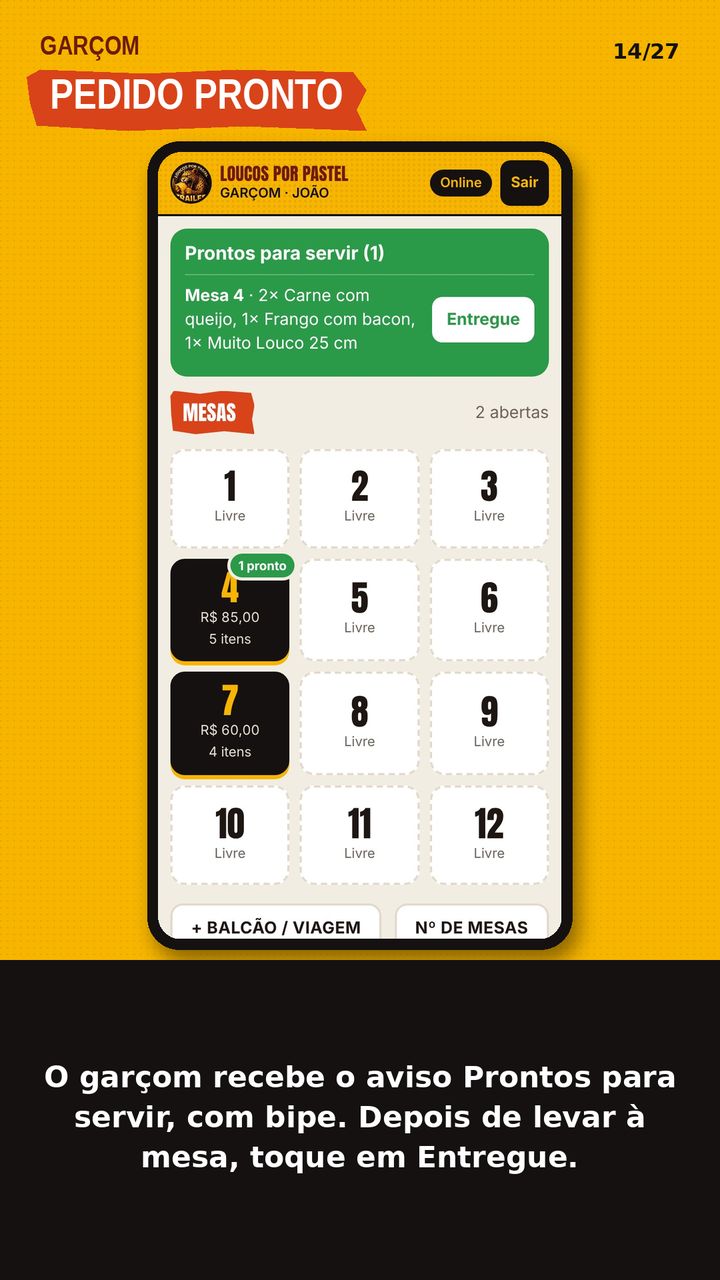 GARÇOM
14/27
PEDIDO PRONTO
LOUCOS POR PASTEL
GARÇOM · JOÃO
Online
Sair
Prontos para servir (1)
Mesa 4 · 2× Carne com
queijo, 1× Frango com bacon,
1× Muito Louco 25 cm
Entregue
MESAS
2 abertas
1
Livre
2
Livre
3
Livre
1 pronto
4
R$ 85,00
5 itens
5
Livre
6
Livre
7
R$ 60,00
4 itens
8
Livre
9
Livre
10
Livre
11
Livre
12
Livre
+ BALCÃO / VIAGEM
Nº DE MESAS
O garçom recebe o aviso Prontos para
servir, com bipe. Depois de levar à
mesa, toque em Entregue.